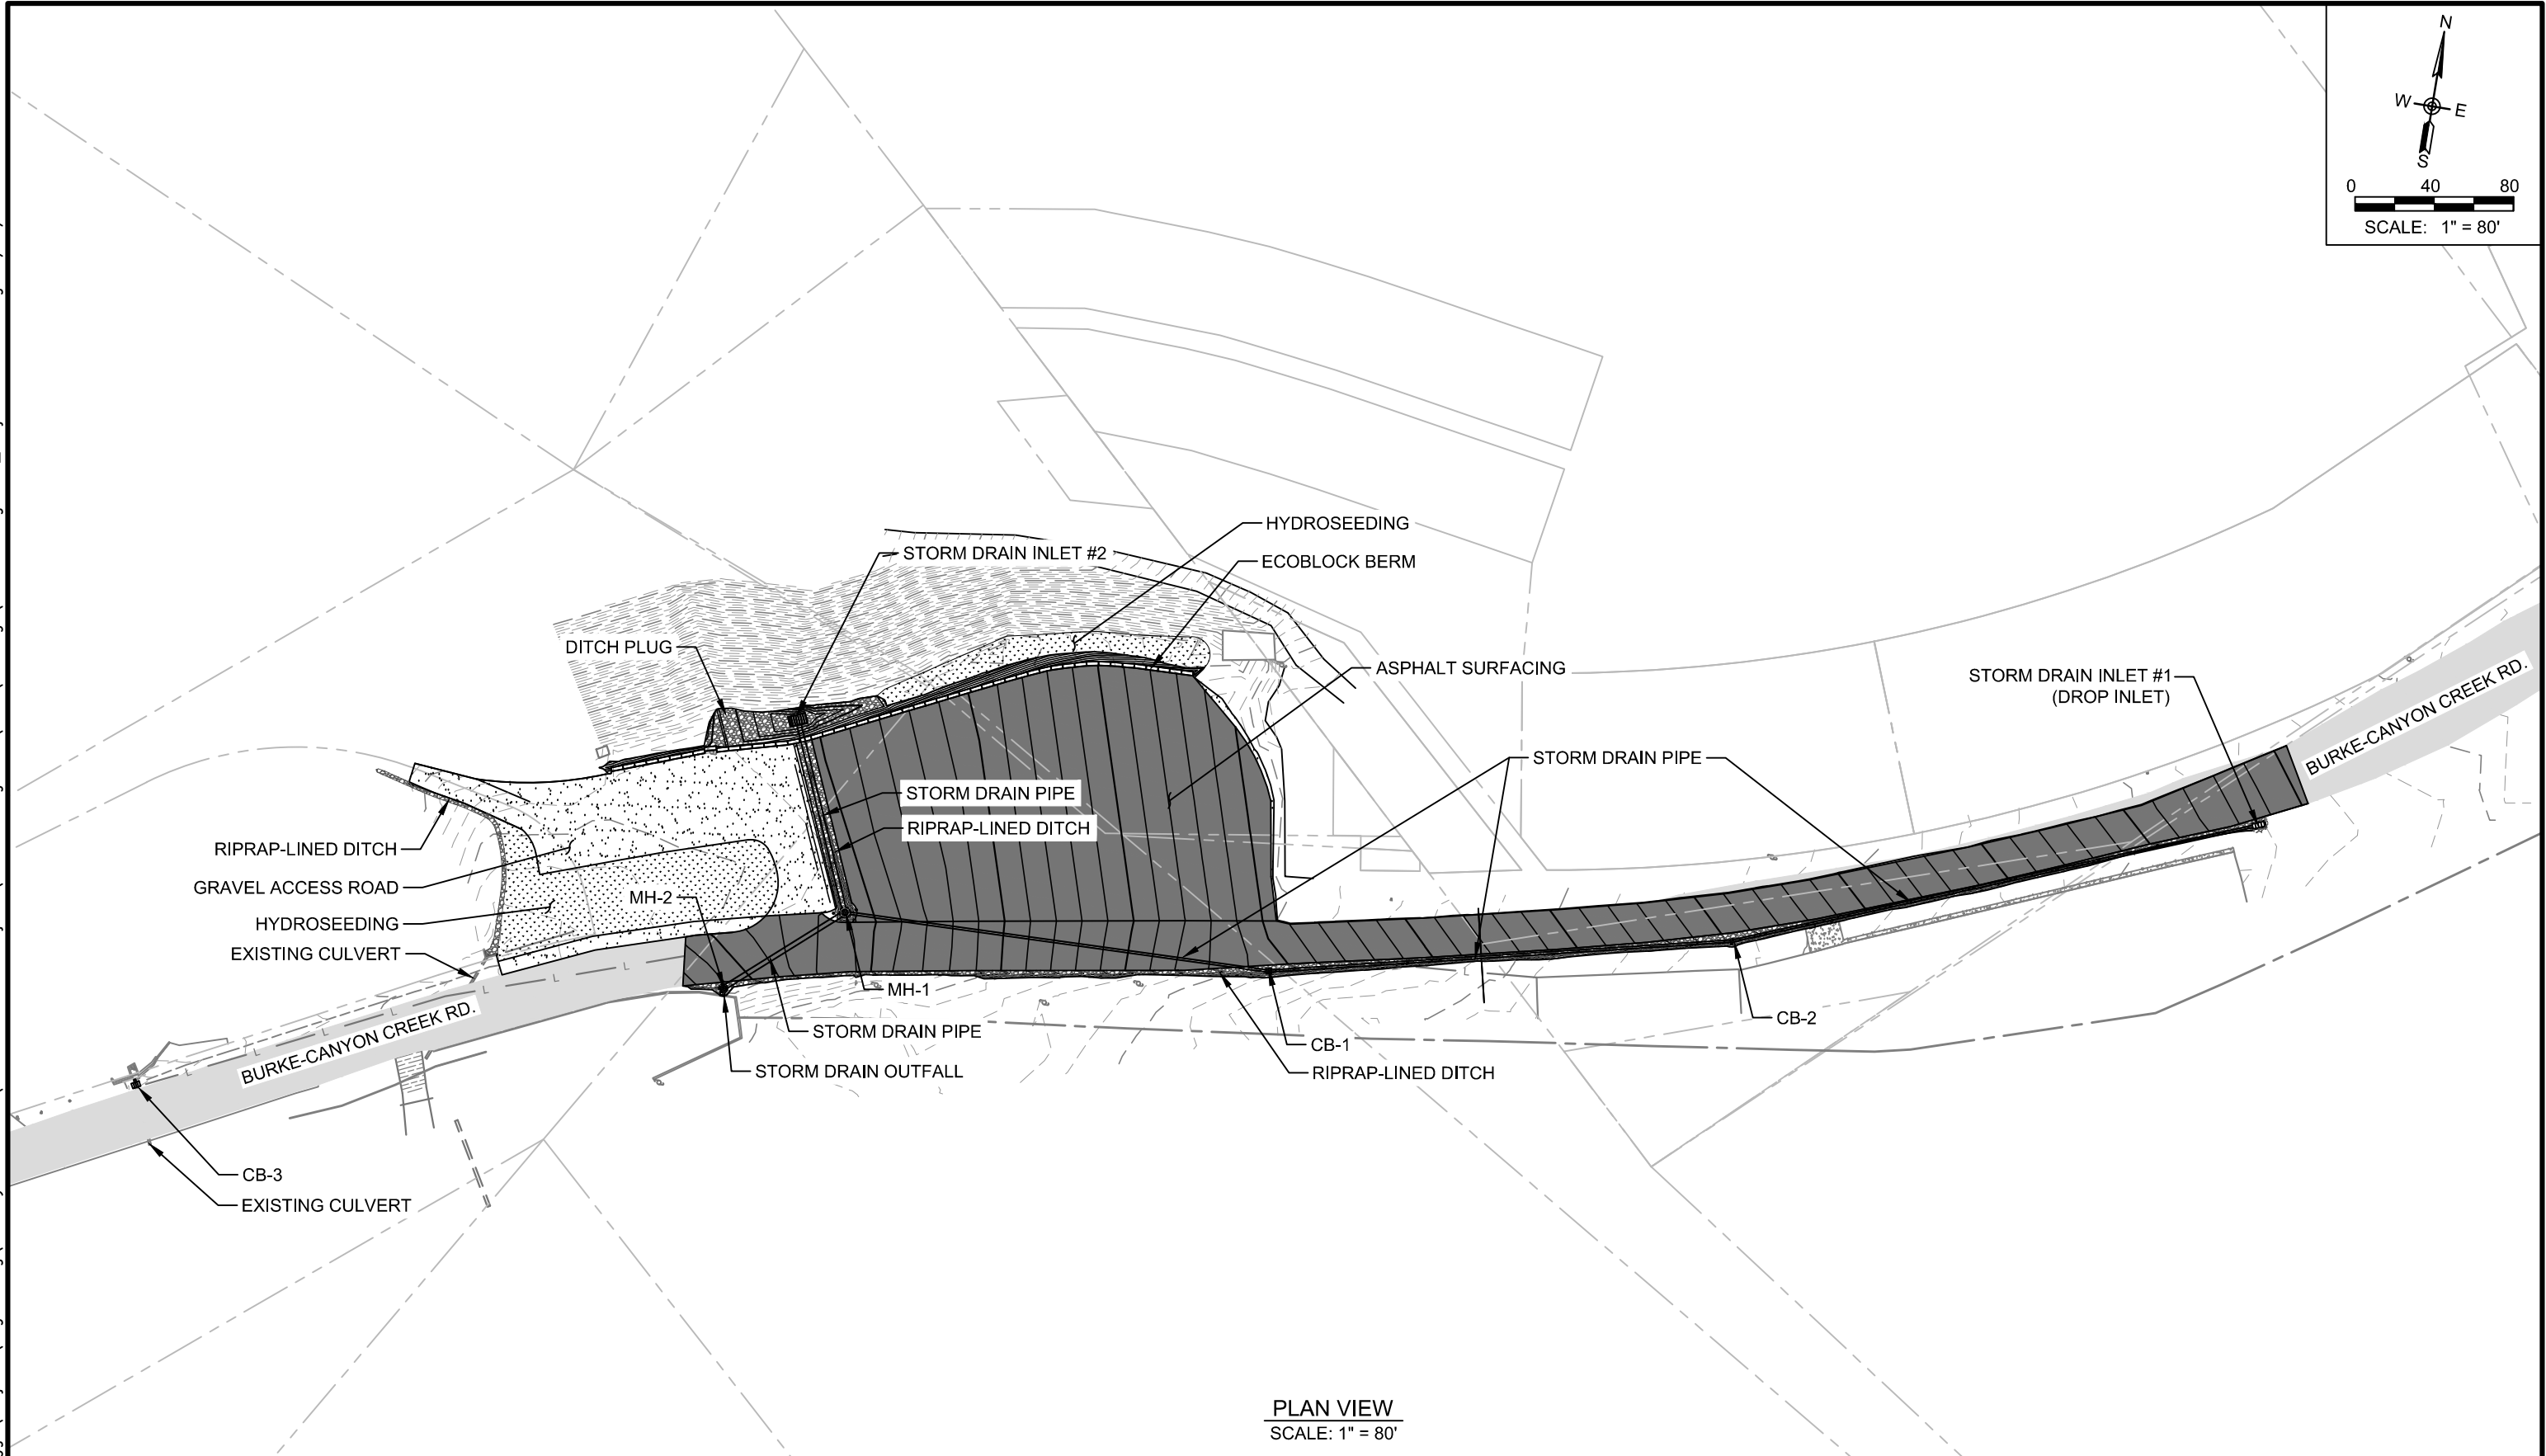 N
W
E
S
0 40 80
SCALE: 1" = 80'
HYDROSEEDING
STORM DRAIN INLET #2
ECOBLOCK BERM
DITCH PLUG
ASPHALT SURFACING
STORM DRAIN INLET #1
(DROP INLET)
BURKE-CANYON CREEK RD.
STORM DRAIN PIPE
STORM DRAIN PIPE
RIPRAP-LINED DITCH
RIPRAP-LINED DITCH
GRAVEL ACCESS ROAD
MH-2
HYDROSEEDING
EXISTING CULVERT
MH-1
BURKE-CANYON CREEK RD.
STORM DRAIN PIPE
CB-2
CB-1
STORM DRAIN OUTFALL
RIPRAP-LINED DITCH
CB-3
EXISTING CULVERT
PLAN VIEW
SCALE: 1" = 80'